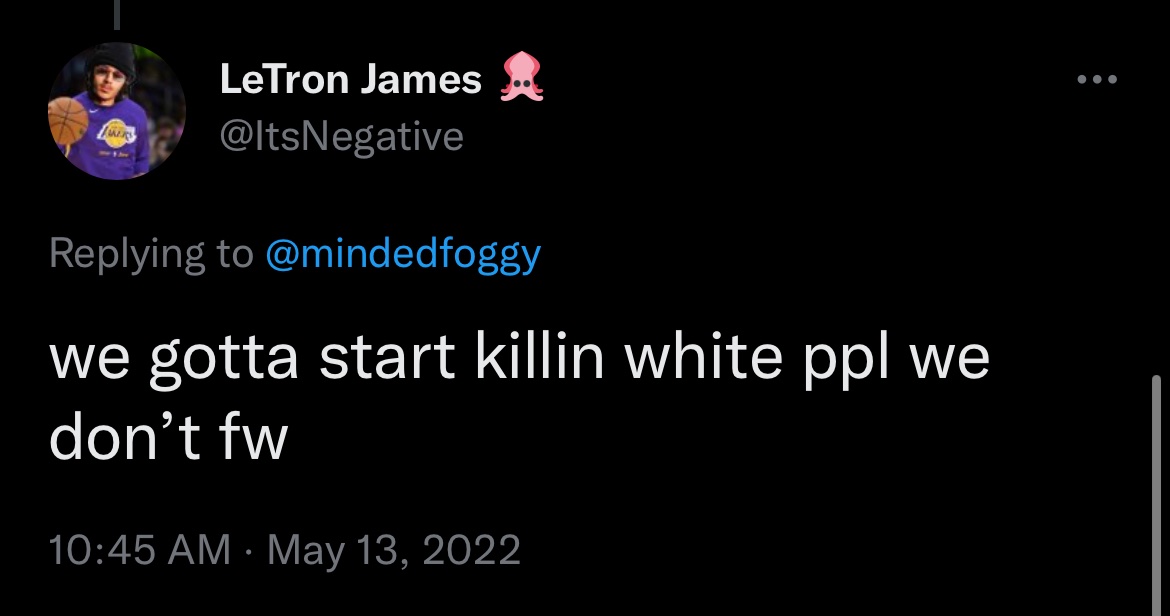 LeTron James
@ItsNegative
Replying to @mindedfoggy
we gotta start killin white ppl we
don’t fw
10:45 AM · May 13, 2022